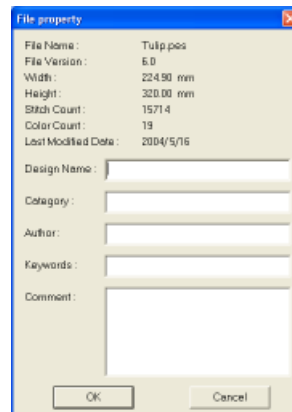 File property
File Name : Tulip.pes
File Version : 6.0
Width : 224.90 mm
Height : 320.00 mm
Stitch Count : 15714
Color Count : 19
Last Modified Date : 2004/5/16
Design Name :
Category :
Author :
Keywords :
Comment :
OK Cancel